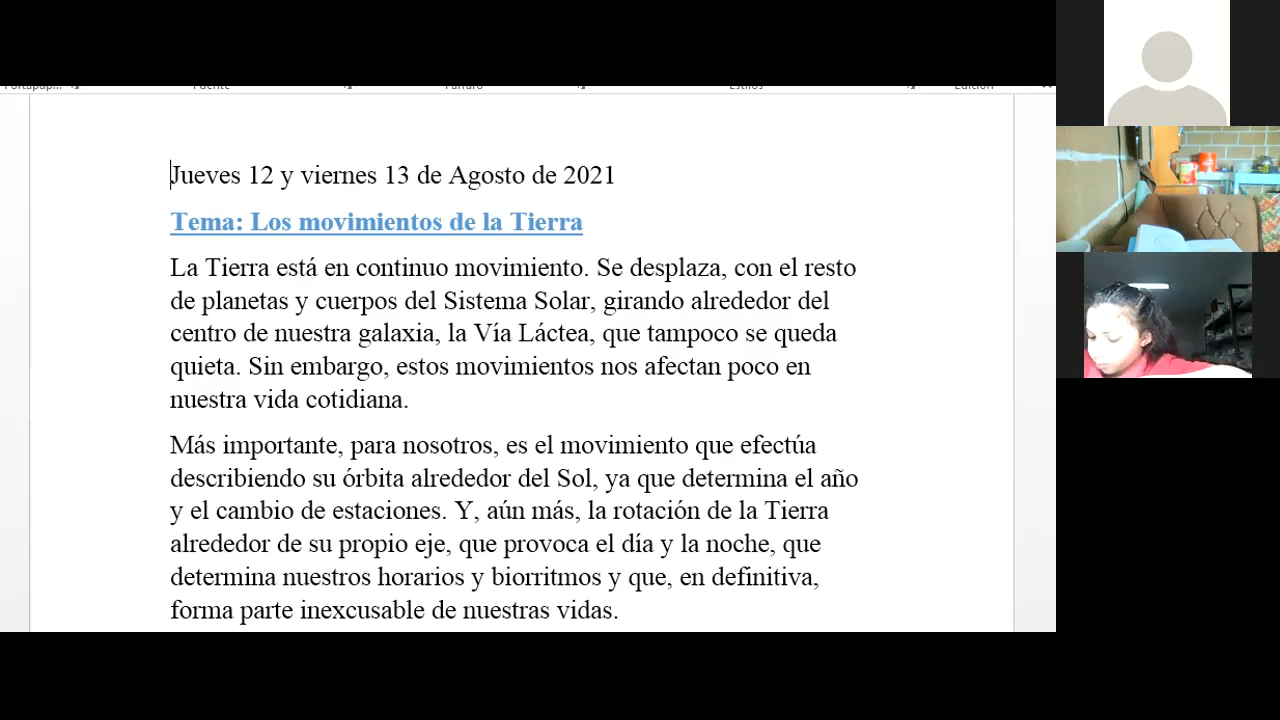 Jueves 12 y viernes 13 de Agosto de 2021
Tema: Los movimientos de la Tierra
La Tierra está en continuo movimiento. Se desplaza, con el resto
de planetas y cuerpos del Sistema Solar, girando alrededor del
centro de nuestra galaxia, la Vía Láctea, que tampoco se queda
quieta. Sin embargo, estos movimientos nos afectan poco en
nuestra vida cotidiana.
Más importante, para nosotros, es el movimiento que efectúa
describiendo su órbita alrededor del Sol, ya que determina el año
y el cambio de estaciones. Y, aún más, la rotación de la Tierra
alrededor de su propio eje, que provoca el día y la noche, que
determina nuestros horarios y biorritmos y que, en definitiva,
forma parte inexcusable de nuestras vidas.